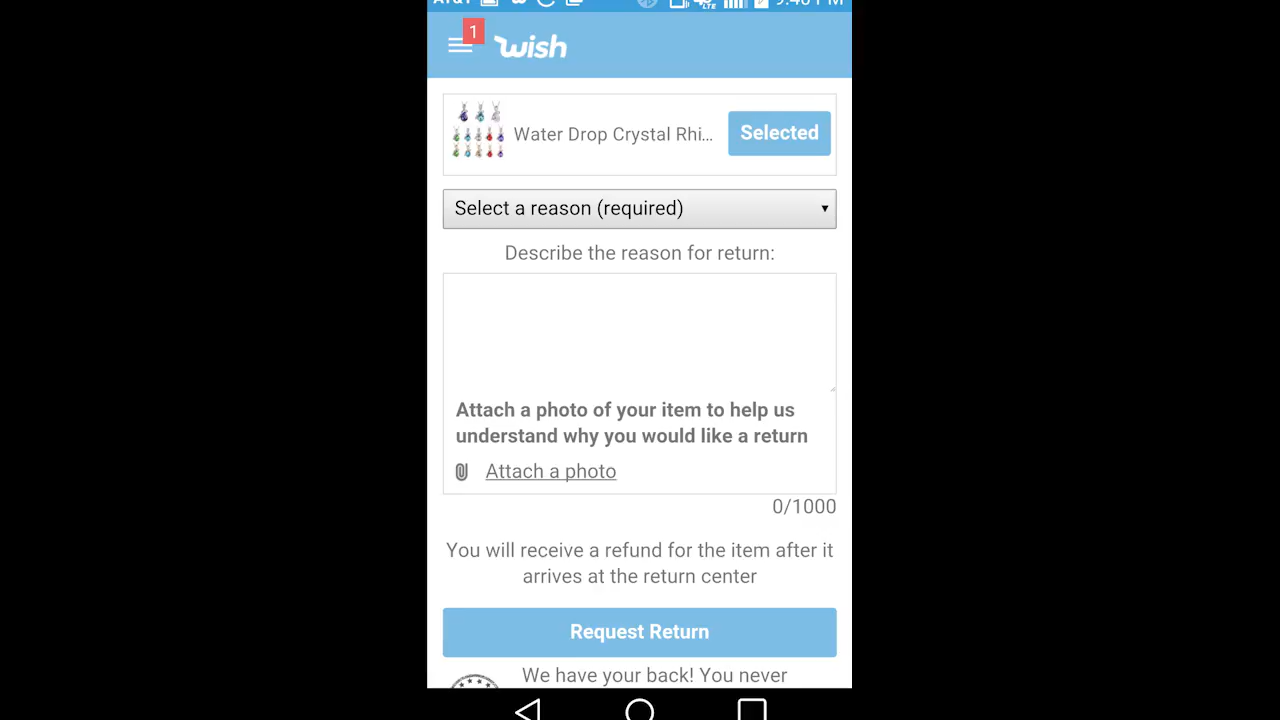 1
wish
Water Drop Crystal Rhi...
Selected
Select a reason (required)
Describe the reason for return:
Attach a photo of your item to help us
understand why you would like a return
Attach a photo
0/1000
You will receive a refund for the item after it
arrives at the return center
Request Return
We have your back! You never